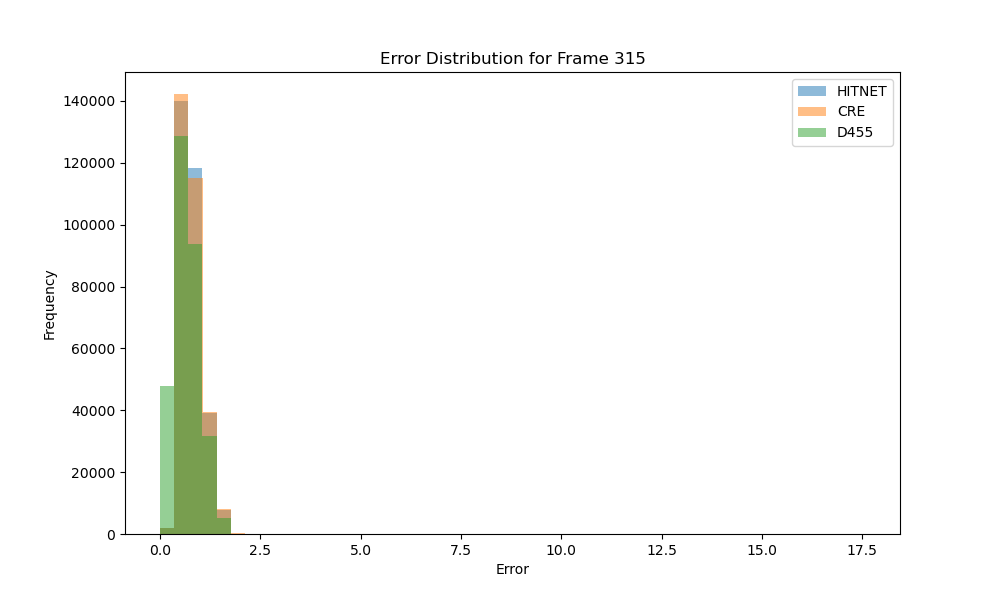 Error Distribution for Frame 315
HITNET
CRE
D455
140000
120000
100000
80000
60000
40000
20000
0
Frequency
0.0 2.5 5.0 7.5 10.0 12.5 15.0 17.5
Error